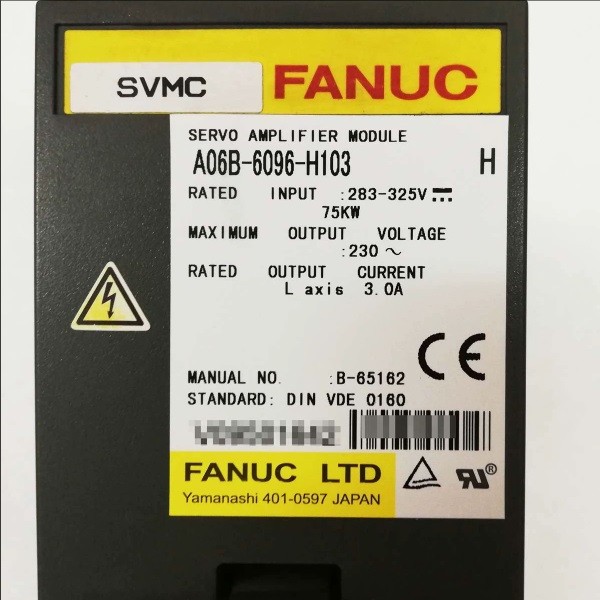 SVMC FANUC
SERVO AMPLIFIER MODULE
A06B-6096-H103 H
RATED INPUT :283-325V
75KW
MAXIMUM OUTPUT VOLTAGE
:230 ~
RATED OUTPUT CURRENT
L axis 3.0A
CE
MANUAL NO. :B-65162
STANDARD: DIN VDE 0160
FANUC LTD
Yamanashi 401-0597 JAPAN